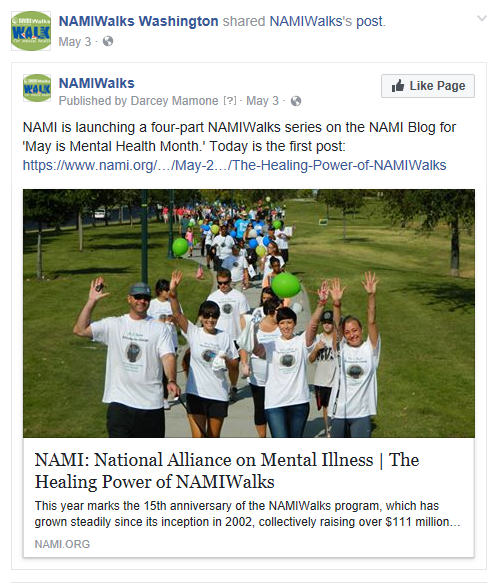 NAMIWalks Washington shared NAMIWalks's post.
May 3 ·
NAMIWalks
Published by Darcey Mamone [?] · May 3 ·
Like Page
NAMI is launching a four-part NAMIWalks series on the NAMI Blog for
'May is Mental Health Month.' Today is the first post:
https://www.nami.org/…/May-2…/The-Healing-Power-of-NAMIWalks
NAMI: National Alliance on Mental Illness | The
Healing Power of NAMIWalks
This year marks the 15th anniversary of the NAMIWalks program, which has
grown steadily since its inception in 2002, collectively raising over $111 million…
NAMI.ORG